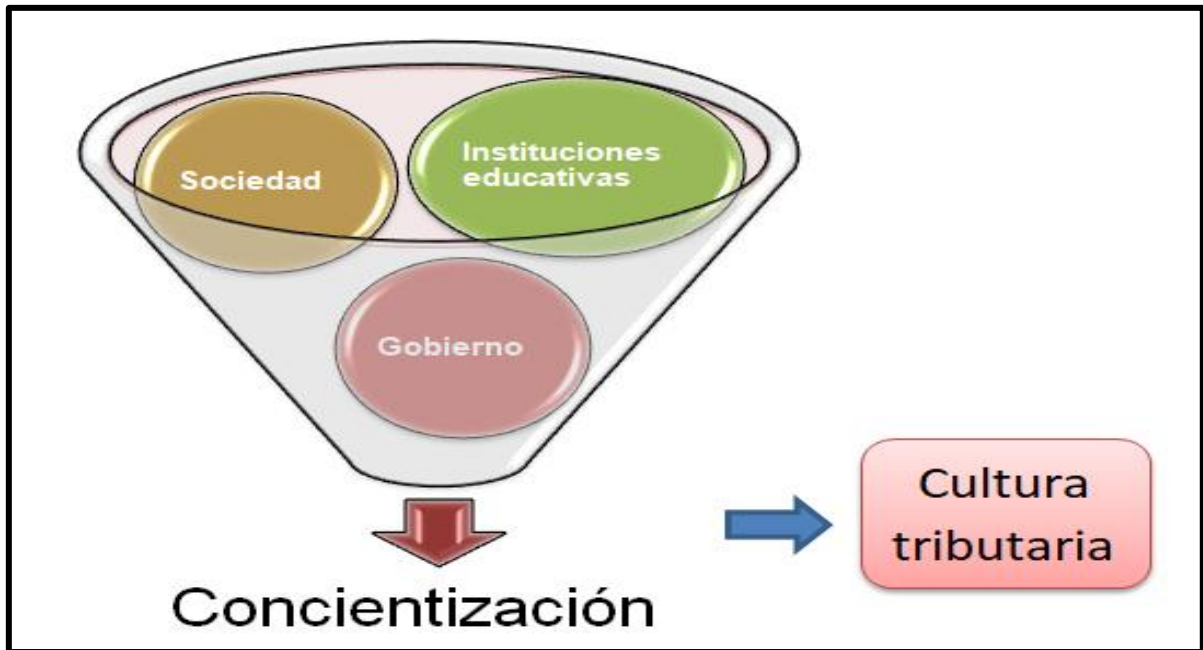 Sociedad
Instituciones
educativas
Gobierno
Concientización
Cultura
tributaria